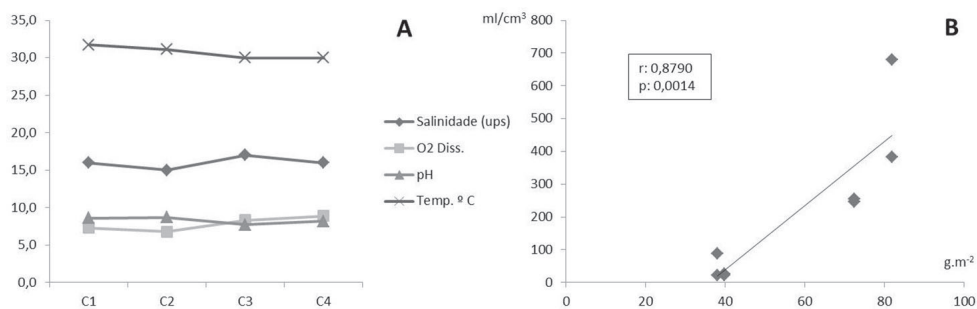 A
35,0
30,0
25,0
20,0
15,0
10,0
5,0
0,0
C1 C2 C3 C4
Salinidade (ups)
O2 Diss.
pH
Temp. º C
B
ml/cm³
800
700
600
500
400
300
200
100
0
r: 0,8790
p: 0,0014
g.m⁻²
0 20 40 60 80 100